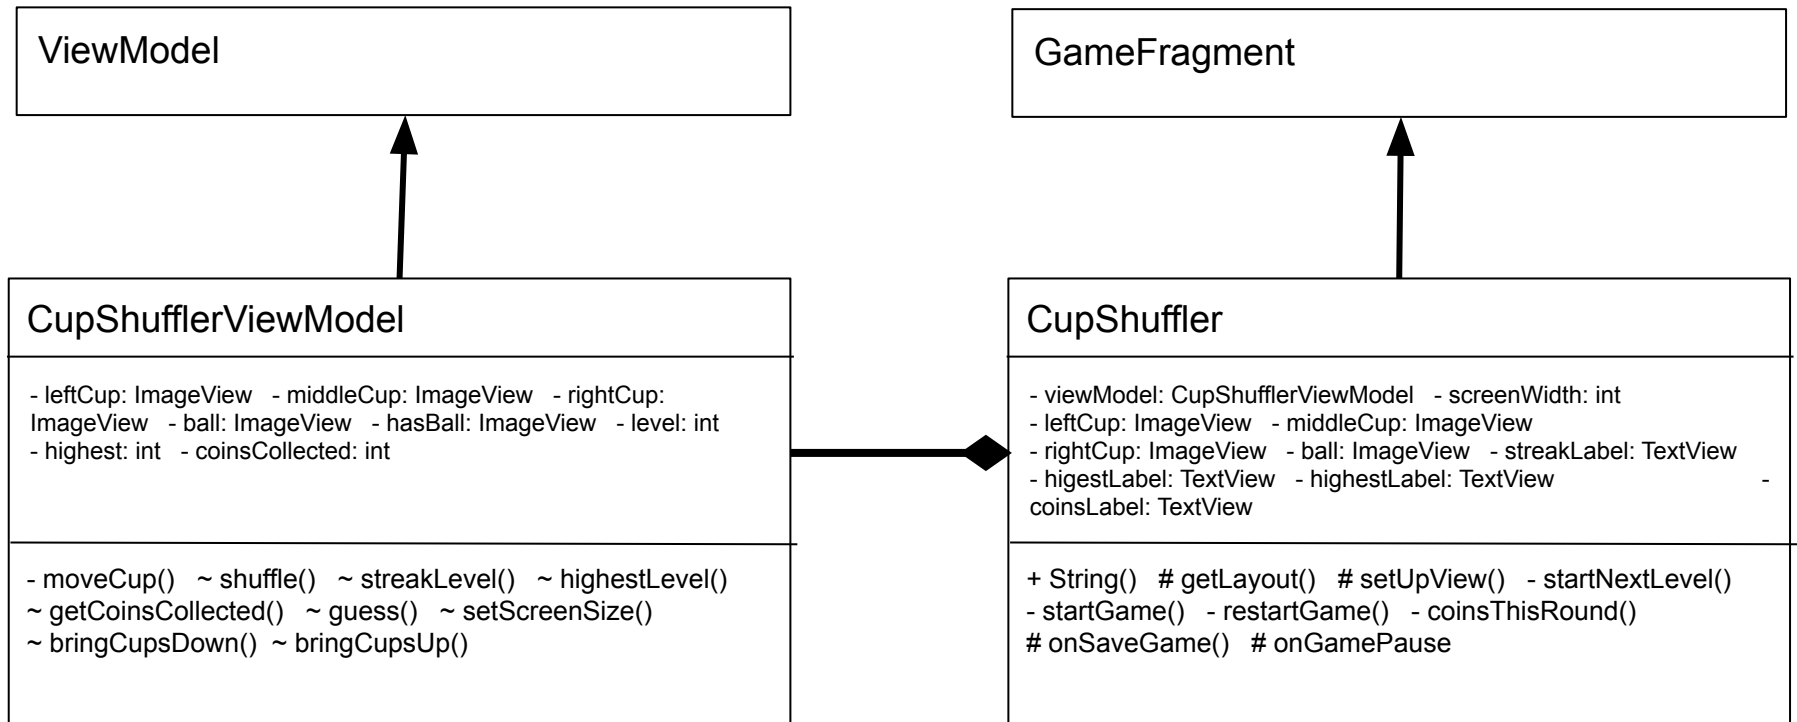 ViewModel
GameFragment
CupShufflerViewModel
- leftCup: ImageView - middleCup: ImageView - rightCup:
ImageView - ball: ImageView - hasBall: ImageView - level: int
- highest: int - coinsCollected: int
- moveCup() ~ shuffle() ~ streakLevel() ~ highestLevel()
~ getCoinsCollected() ~ guess() ~ setScreenSize()
~ bringCupsDown() ~ bringCupsUp()
CupShuffler
- viewModel: CupShufflerViewModel - screenWidth: int
- leftCup: ImageView - middleCup: ImageView
- rightCup: ImageView - ball: ImageView - streakLabel: TextView
- higestLabel: TextView - highestLabel: TextView -
coinsLabel: TextView
+ String() # getLayout() # setUpView() - startNextLevel()
- startGame() - restartGame() - coinsThisRound()
# onSaveGame() # onGamePause